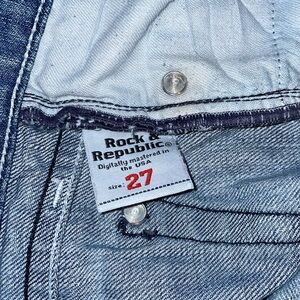 Rock &
Republic®
Digitally mastered in
the USA
size: 27